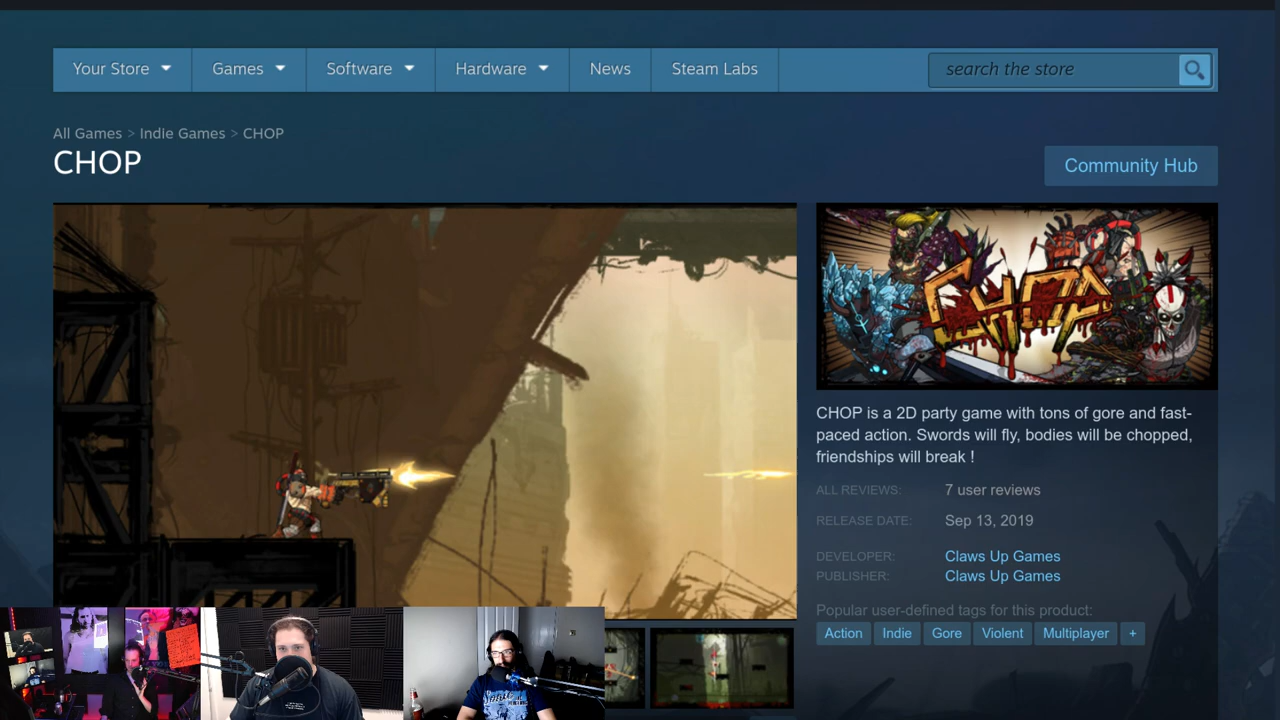 Your Store Games Software Hardware News Steam Labs search the store
All Games > Indie Games > CHOP
CHOP
Community Hub
CHOP
CHOP is a 2D party game with tons of gore and fast-
paced action. Swords will fly, bodies will be chopped,
friendships will break !
ALL REVIEWS: 7 user reviews
RELEASE DATE: Sep 13, 2019
DEVELOPER: Claws Up Games
PUBLISHER: Claws Up Games
Popular user-defined tags for this product:
Action Indie Gore Violent Multiplayer +